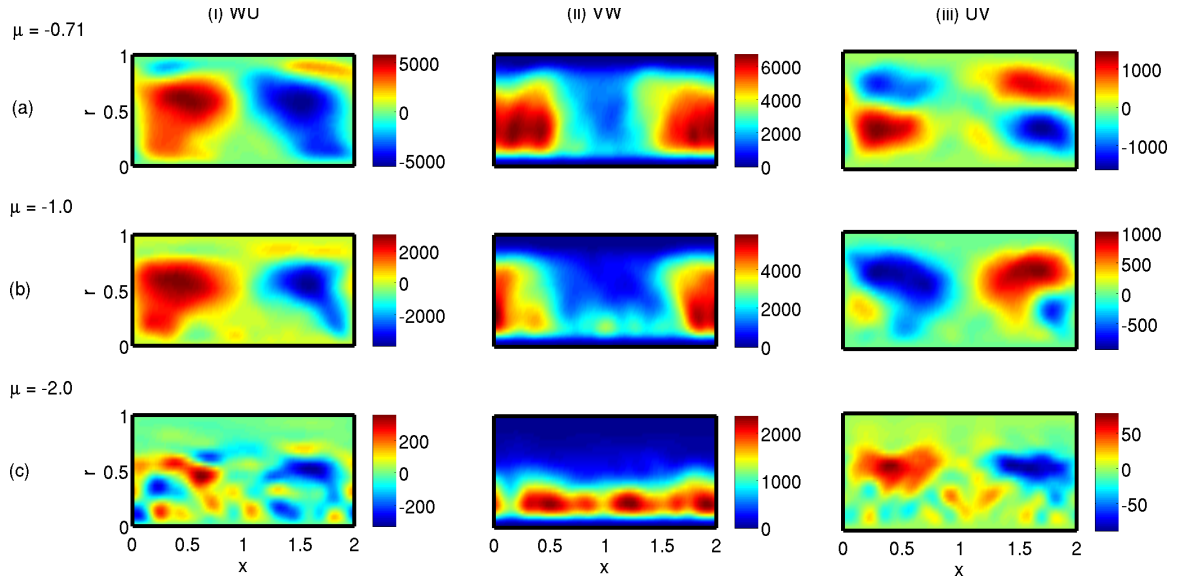 (i) WU
(ii) VW
(iii) UV
μ = -0.71
(a)
r
1
0.5
0
5000
0
-5000
6000
4000
2000
0
1000
0
-1000
μ = -1.0
(b)
r
1
0.5
0
2000
0
-2000
4000
2000
0
1000
500
0
-500
μ = -2.0
(c)
r
1
0.5
0
200
0
-200
2000
1000
0
50
0
-50
0 0.5 1 1.5 2
x
0 0.5 1 1.5 2
x
0 0.5 1 1.5 2
x